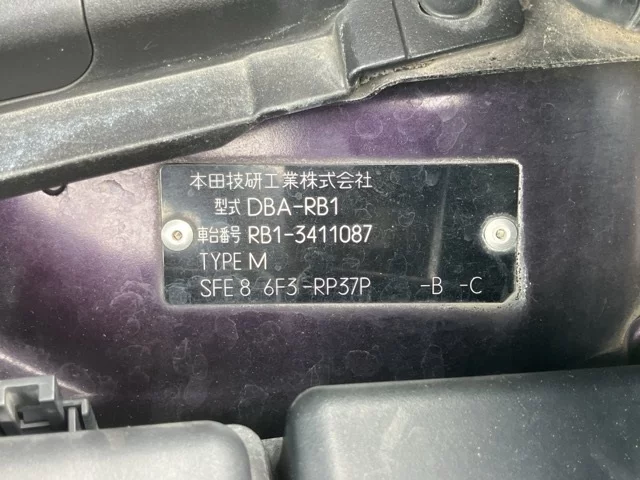 本田技研工業株式会社
型式 DBA-RB1
車台番号 RB1-3411087
TYPE M
SFE 8 6F3-RP37P -B -C